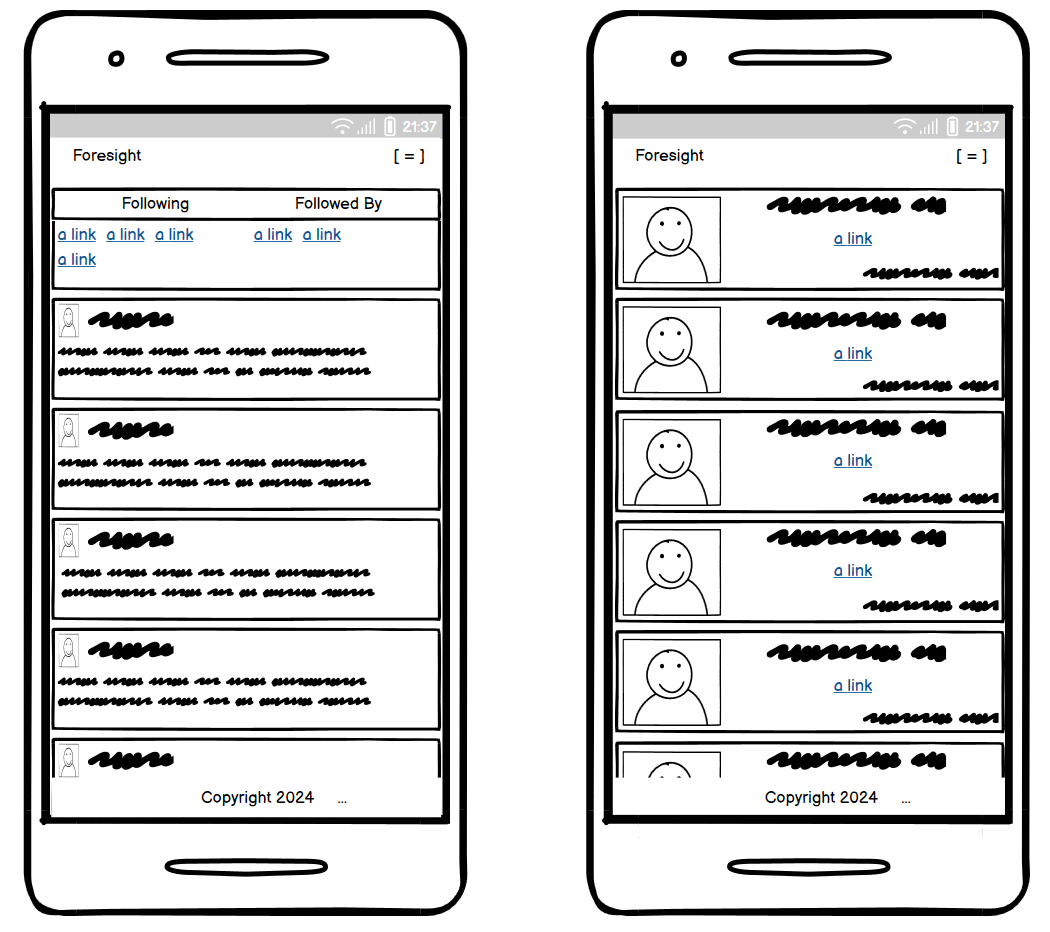 21:37
Foresight [ = ]
Following Followed By
a link a link a link a link a link
a link
Copyright 2024 ...
21:37
Foresight [ = ]
a link
a link
a link
a link
a link
Copyright 2024 ...